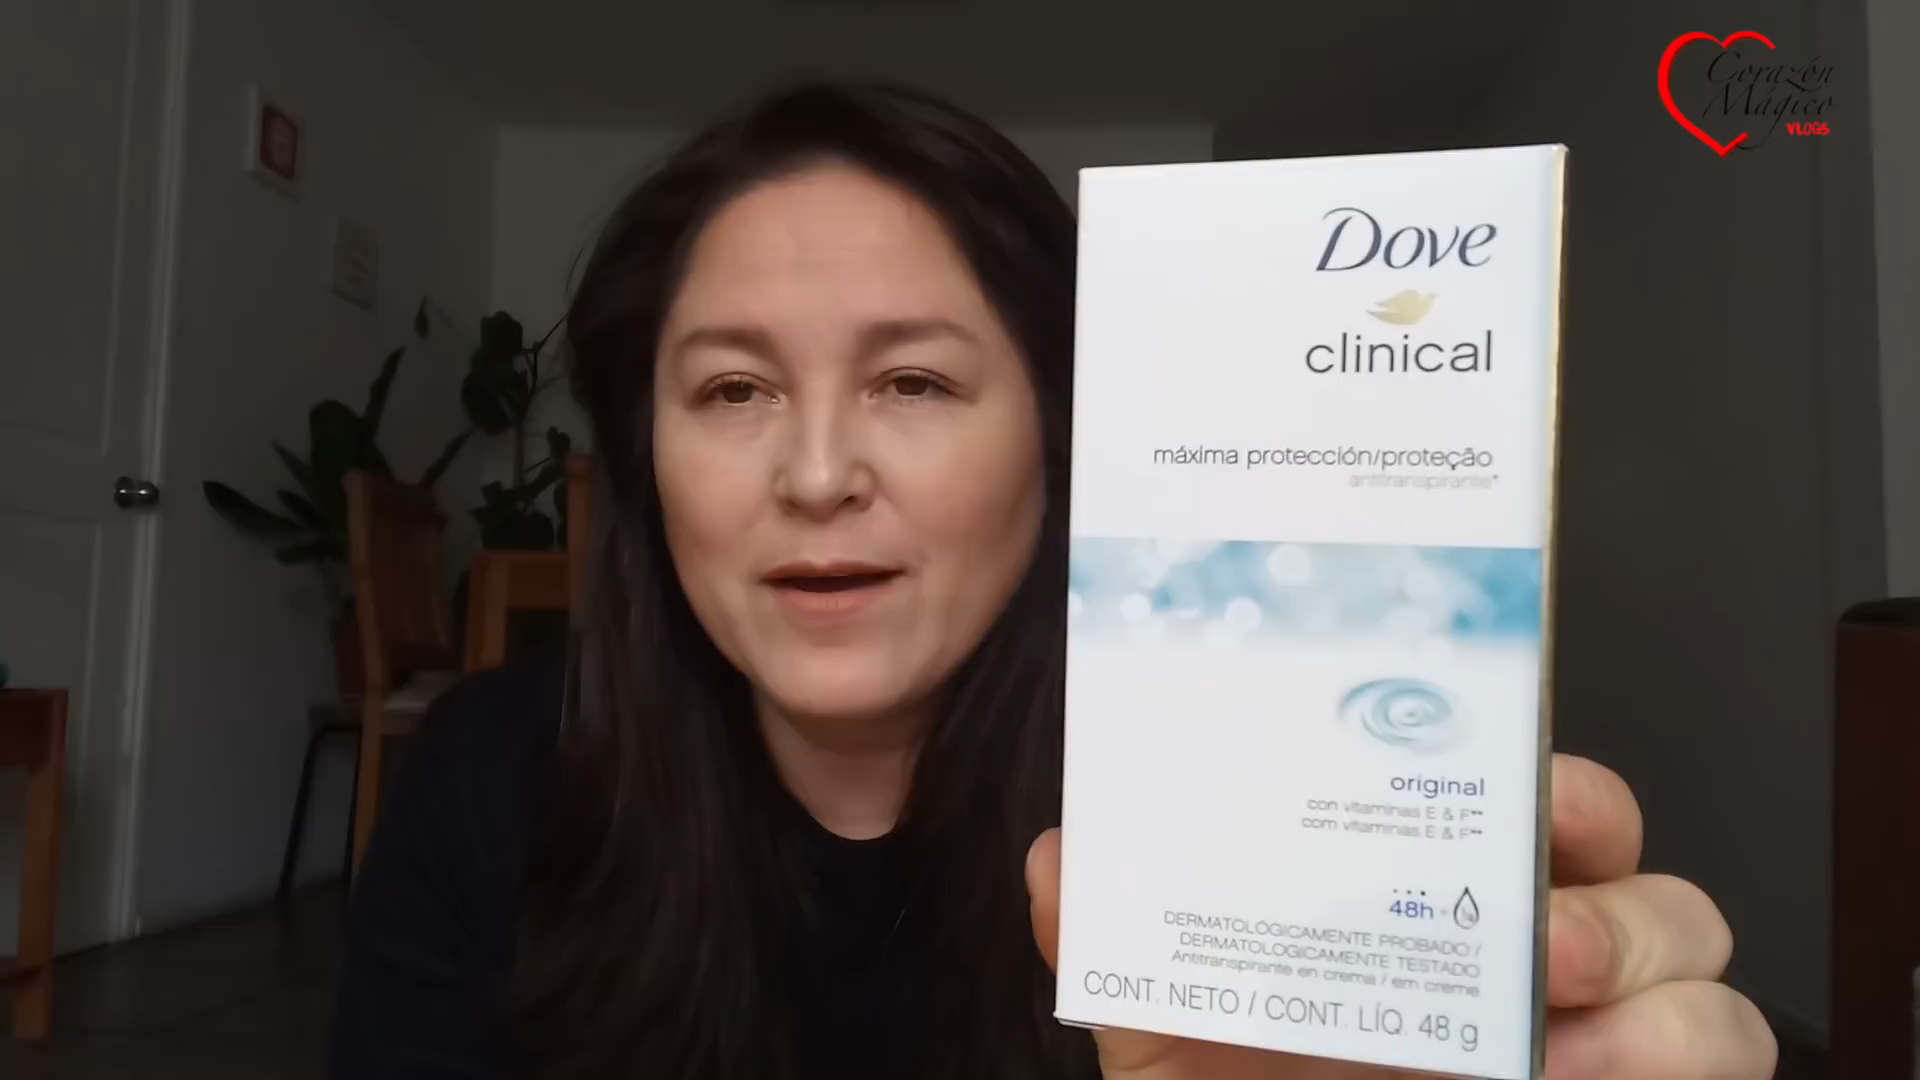 Corazón
Mágico
VLOGS
Dove
clinical
máxima protección/proteção
antitranspirante*
original
con vitaminas E & F**
com vitaminas E & F**
48h
DERMATOLÓGICAMENTE PROBADO /
DERMATOLOGICAMENTE TESTADO
Antitranspirante en crema / em creme
CONT. NETO / CONT. LÍQ. 48 g